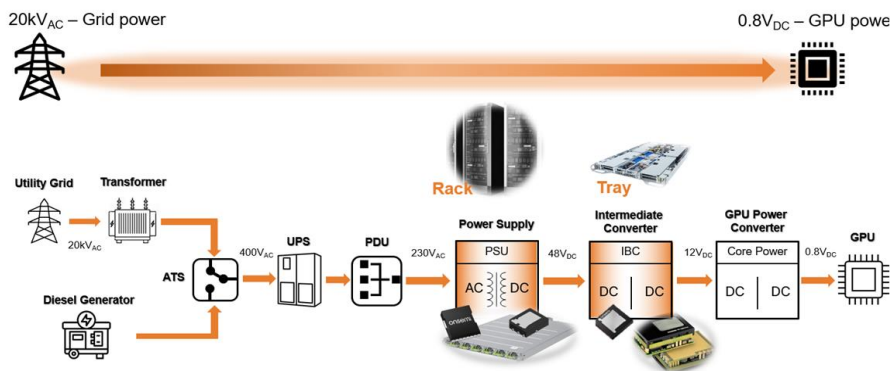 20kVAC – Grid power
0.8VDC – GPU power
Rack
Tray
Utility Grid
Transformer
20kVAC
ATS
Diesel Generator
400VAC
UPS
PDU
230VAC
Power Supply
PSU
AC
DC
onsemi
48VDC
Intermediate
Converter
IBC
DC
DC
12VDC
GPU Power
Converter
Core Power
DC
DC
0.8VDC
GPU